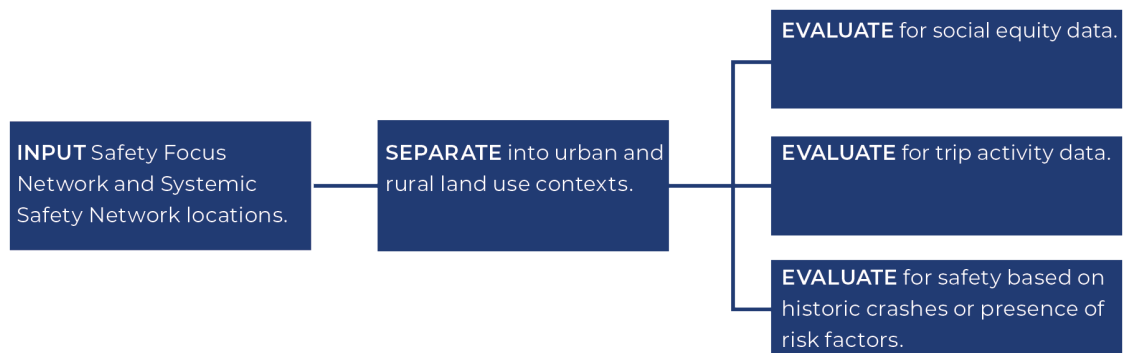 INPUT Safety Focus
Network and Systemic
Safety Network locations.
SEPARATE into urban and
rural land use contexts.
EVALUATE for social equity data.
EVALUATE for trip activity data.
EVALUATE for safety based on
historic crashes or presence of
risk factors.